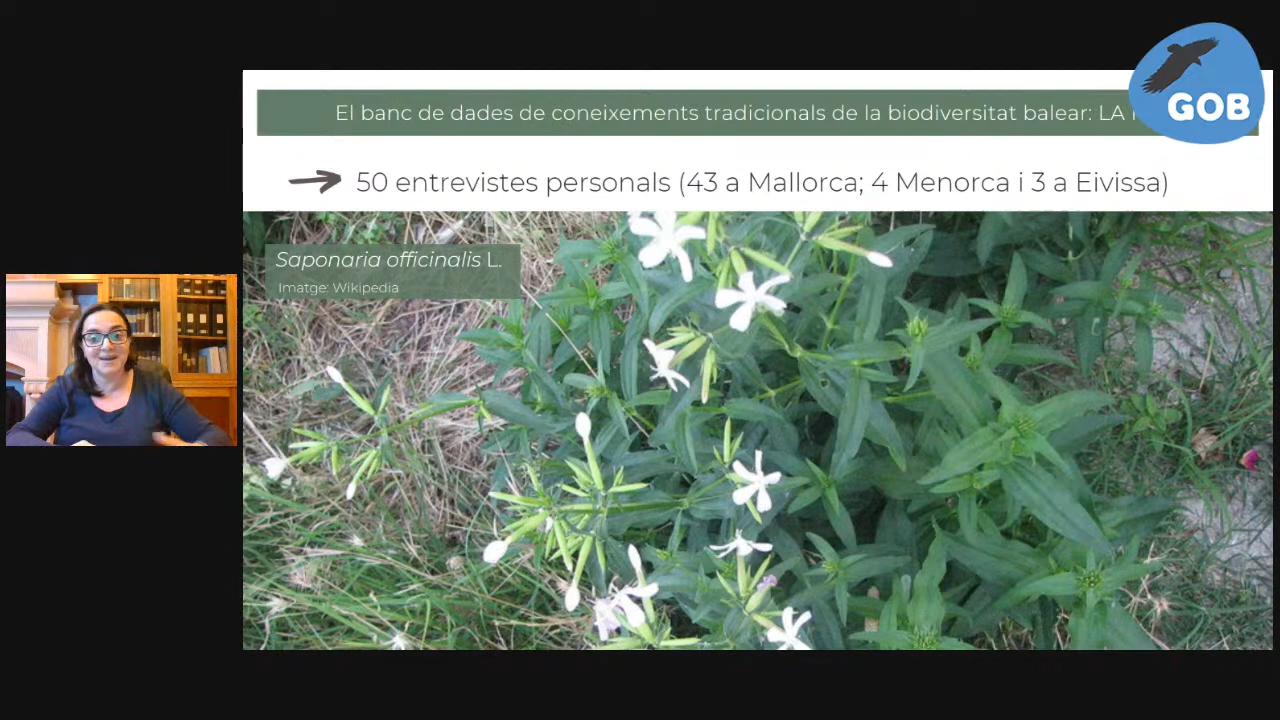 El banc de dades de coneixements tradicionals de la biodiversitat balear: LA
GOB
50 entrevistes personals (43 a Mallorca; 4 Menorca i 3 a Eivissa)
Saponaria officinalis L.
Imatge: Wikipedia